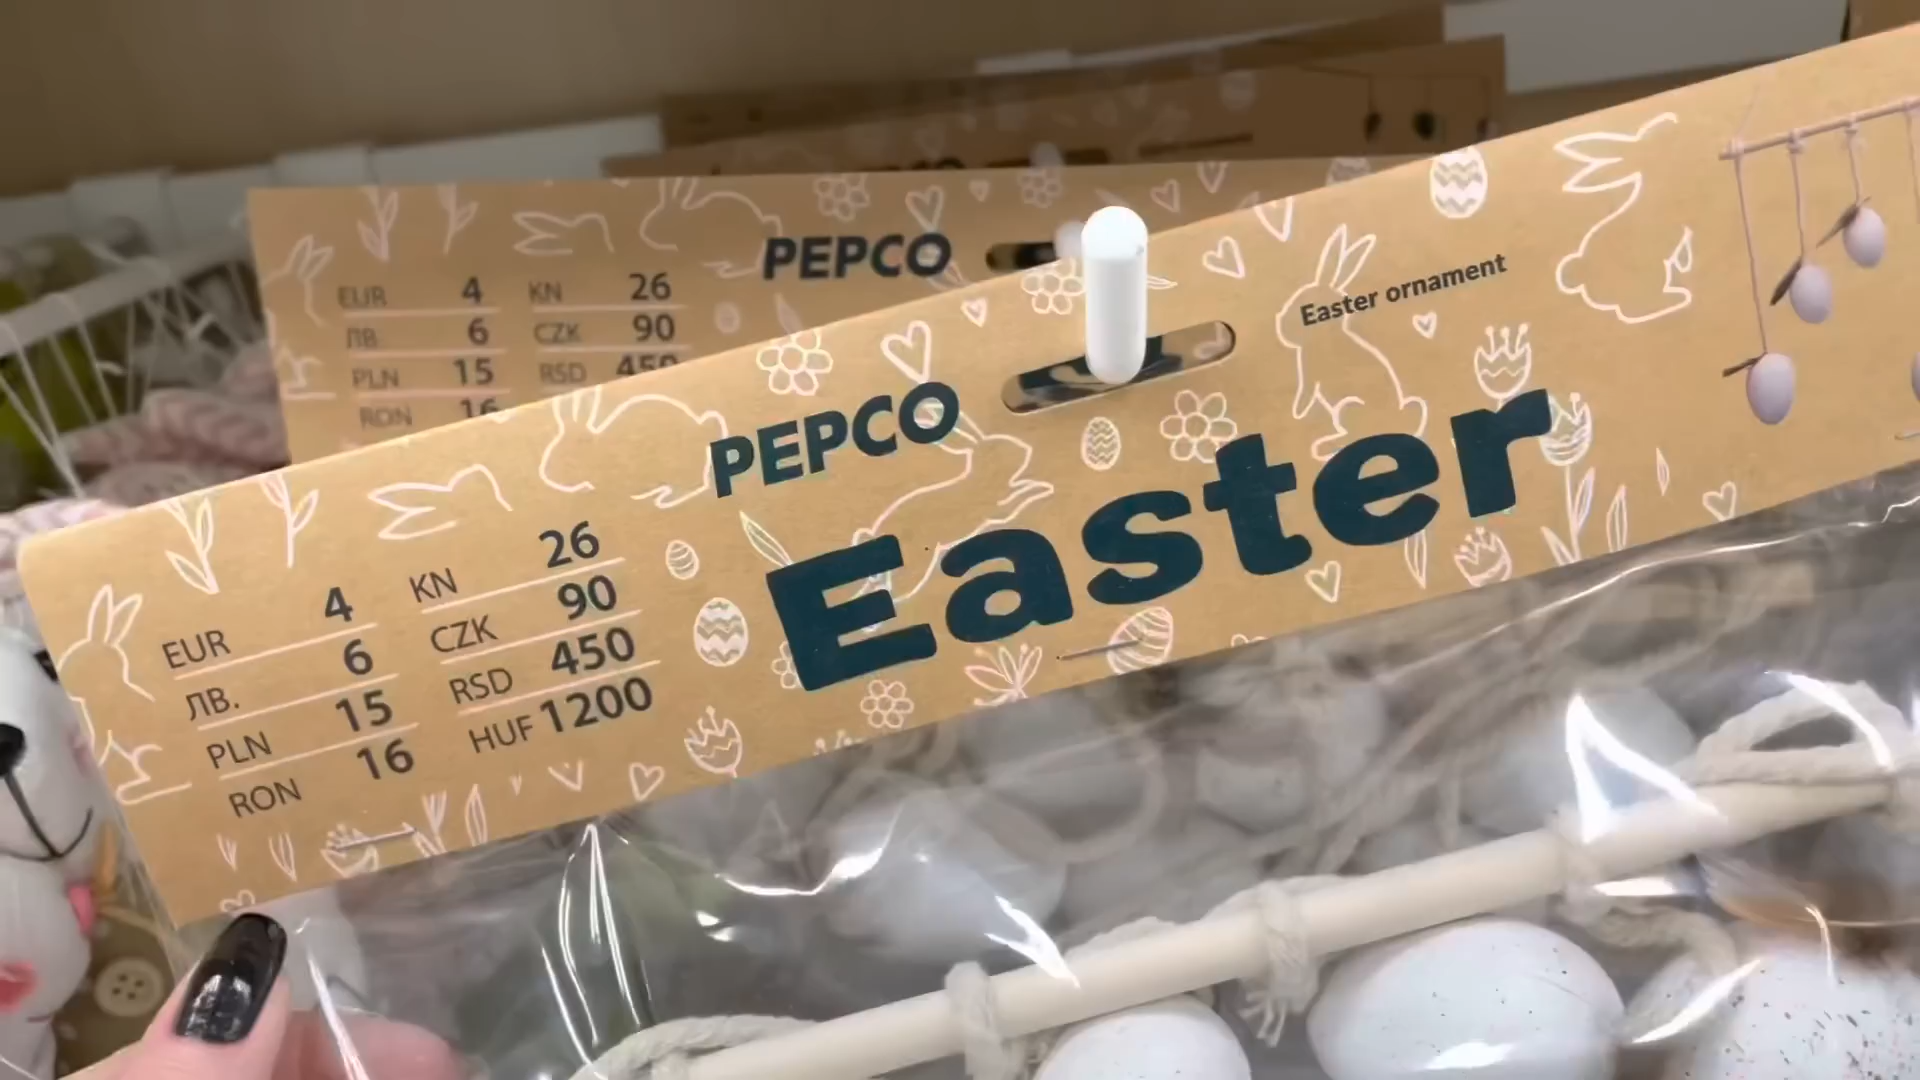 PEPCO
EUR 4 KN 26
ЛВ 6 CZK 90
PLN 15 RSD 450
RON 16
Easter ornament
PEPCO
Easter
EUR 4 KN 26
ЛВ. 6 CZK 90
PLN 15 RSD 450
RON 16 HUF 1200